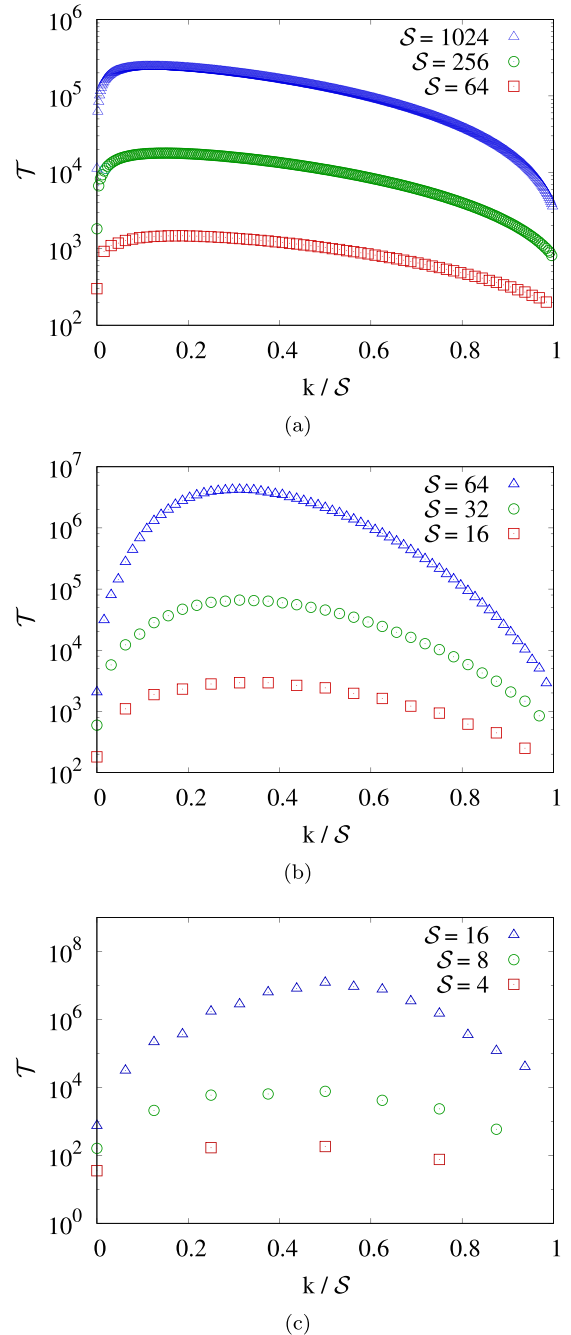 10^6
10^5
10^4
10^3
10^2
𝒯
𝒮 = 1024
𝒮 = 256
𝒮 = 64
0 0.2 0.4 0.6 0.8 1
k / 𝒮
(a)
10^7
10^6
10^5
10^4
10^3
10^2
𝒯
𝒮 = 64
𝒮 = 32
𝒮 = 16
0 0.2 0.4 0.6 0.8 1
k / 𝒮
(b)
10^8
10^6
10^4
10^2
10^0
𝒯
𝒮 = 16
𝒮 = 8
𝒮 = 4
0 0.2 0.4 0.6 0.8 1
k / 𝒮
(c)